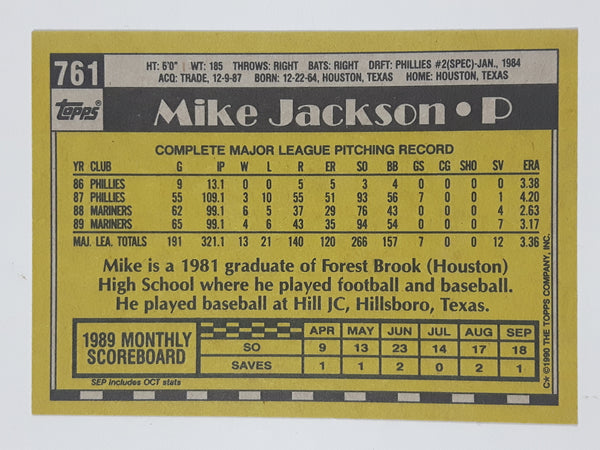 761
HT: 6'0" WT: 185 THROWS: RIGHT BATS: RIGHT DRFT: PHILLIES #2(SPEC)-JAN., 1984
ACQ: TRADE, 12-9-87 BORN: 12-22-64, HOUSTON, TEXAS HOME: HOUSTON, TEXAS
Topps®
Mike Jackson • P
COMPLETE MAJOR LEAGUE PITCHING RECORD
YR CLUB G IP W L R ER SO BB GS CG SHO SV ERA
86 PHILLIES 9 13.1 0 0 5 5 3 4 0 0 0 0 3.38
87 PHILLIES 55 109.1 3 10 55 51 93 56 7 0 0 1 4.20
88 MARINERS 62 99.1 6 5 37 29 76 43 0 0 0 4 2.63
89 MARINERS 65 99.1 4 6 43 35 94 54 0 0 0 7 3.17
MAJ. LEA. TOTALS 191 321.1 13 21 140 120 266 157 7 0 0 12 3.36
Mike is a 1981 graduate of Forest Brook (Houston)
High School where he played football and baseball.
He played baseball at Hill JC, Hillsboro, Texas.
1989 MONTHLY
SCOREBOARD
APR MAY JUN JUL AUG SEP
SO 9 13 23 14 17 18
SAVES 1 1 2 0 2 1
SEP includes OCT stats
C* ©1990 THE TOPPS COMPANY, INC.